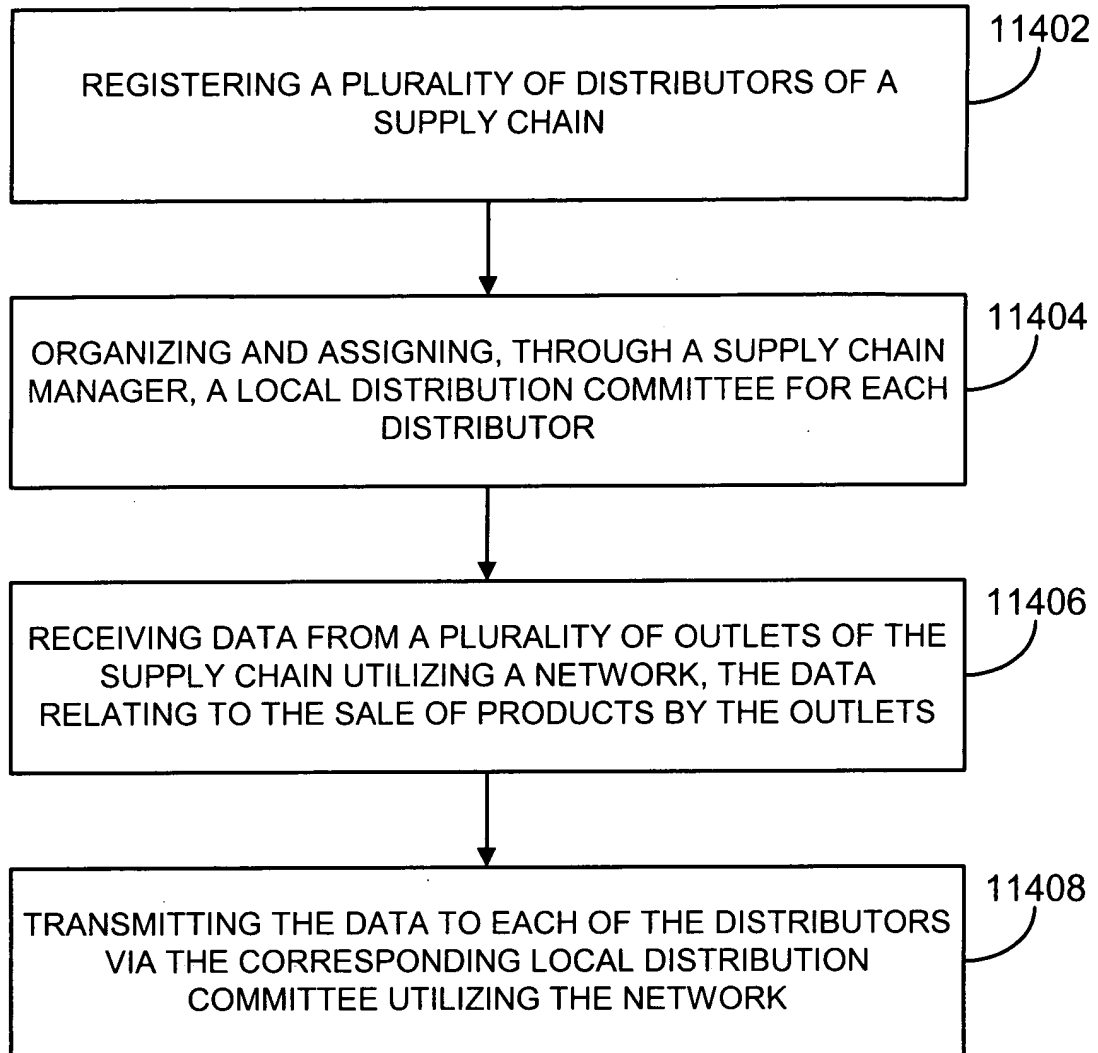 11402
REGISTERING A PLURALITY OF DISTRIBUTORS OF A
SUPPLY CHAIN
11404
ORGANIZING AND ASSIGNING, THROUGH A SUPPLY CHAIN
MANAGER, A LOCAL DISTRIBUTION COMMITTEE FOR EACH
DISTRIBUTOR
11406
RECEIVING DATA FROM A PLURALITY OF OUTLETS OF THE
SUPPLY CHAIN UTILIZING A NETWORK, THE DATA
RELATING TO THE SALE OF PRODUCTS BY THE OUTLETS
11408
TRANSMITTING THE DATA TO EACH OF THE DISTRIBUTORS
VIA THE CORRESPONDING LOCAL DISTRIBUTION
COMMITTEE UTILIZING THE NETWORK